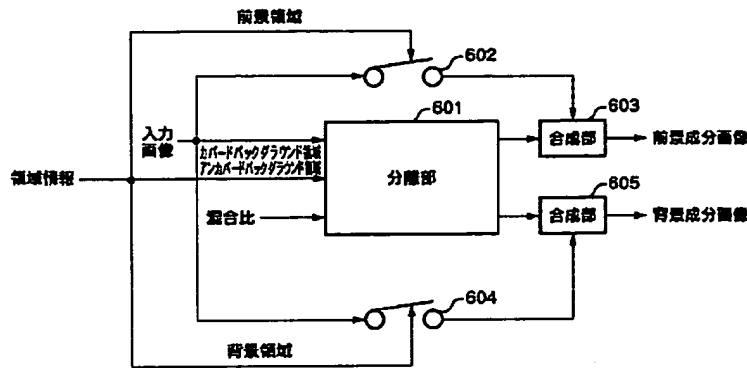 前景領域
602
601
603
入力
画像
カバードバックグラウンド領域
アンカバードバックグラウンド領域
合成部
前景成分画像
領域情報
分離部
605
混合比
合成部
背景成分画像
604
背景領域